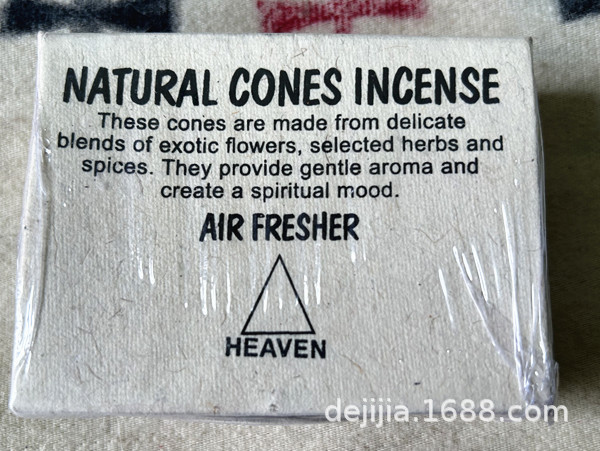 NATURAL CONES INCENSE
These cones are made from delicate
blends of exotic flowers, selected herbs and
spices. They provide gentle aroma and
create a spiritual mood.
AIR FRESHER
HEAVEN
dejijia.1688.com